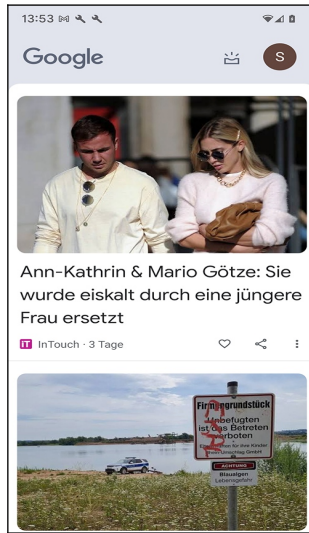 13:53
Google
S
Ann-Kathrin & Mario Götze: Sie
wurde eiskalt durch eine jüngere
Frau ersetzt
IT InTouch · 3 Tage
Firmengrundstück
Unbefugten
ist das Betreten
verboten
ACHTUNG
Blaualgen
Lebensgefahr